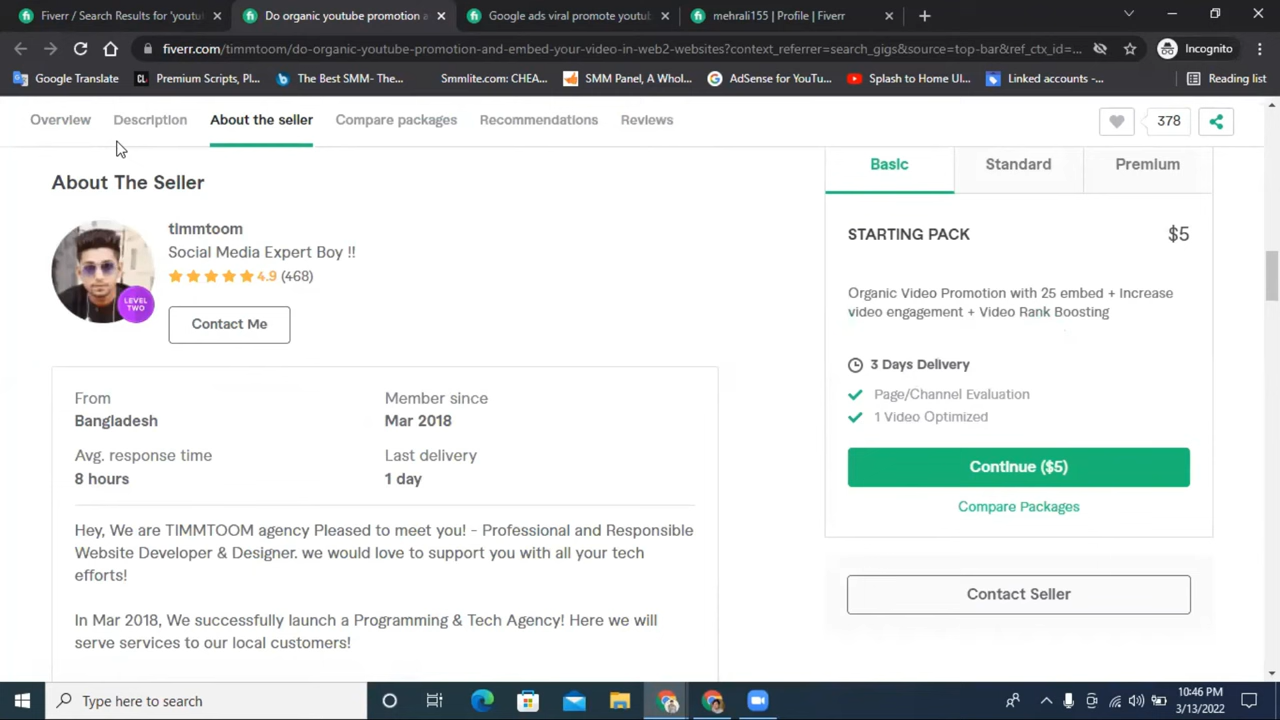 Fiverr / Search Results for 'youtu
Do organic youtube promotion a
Google ads viral promote youtub
mehrali155 | Profile | Fiverr
fiverr.com/timmtoom/do-organic-youtube-promotion-and-embed-your-video-in-web2-websites?context_referrer=search_gigs&source=top-bar&ref_ctx_id=...
Incognito
Google Translate
Premium Scripts, Pl...
The Best SMM- The...
Smmlite.com: CHEA...
SMM Panel, A Whol...
AdSense for YouTu...
Splash to Home UI...
Linked accounts -...
Reading list
Overview
Description
About the seller
Compare packages
Recommendations
Reviews
378
About The Seller
timmtoom
Social Media Expert Boy !!
4.9 (468)
LEVEL
TWO
Contact Me
From
Bangladesh
Member since
Mar 2018
Avg. response time
8 hours
Last delivery
1 day
Hey, We are TIMMTOOM agency Pleased to meet you! - Professional and Responsible
Website Developer & Designer. we would love to support you with all your tech
efforts!
In Mar 2018, We successfully launch a Programming & Tech Agency! Here we will
serve services to our local customers!
Basic
Standard
Premium
STARTING PACK
$5
Organic Video Promotion with 25 embed + Increase
video engagement + Video Rank Boosting
3 Days Delivery
Page/Channel Evaluation
1 Video Optimized
Continue ($5)
Compare Packages
Contact Seller
Type here to search
10:46 PM
3/13/2022